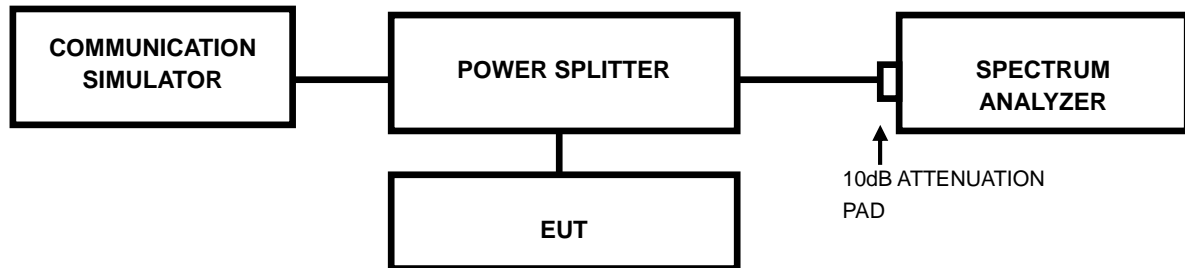 COMMUNICATION
SIMULATOR
POWER SPLITTER
SPECTRUM
ANALYZER
10dB ATTENUATION
PAD
EUT